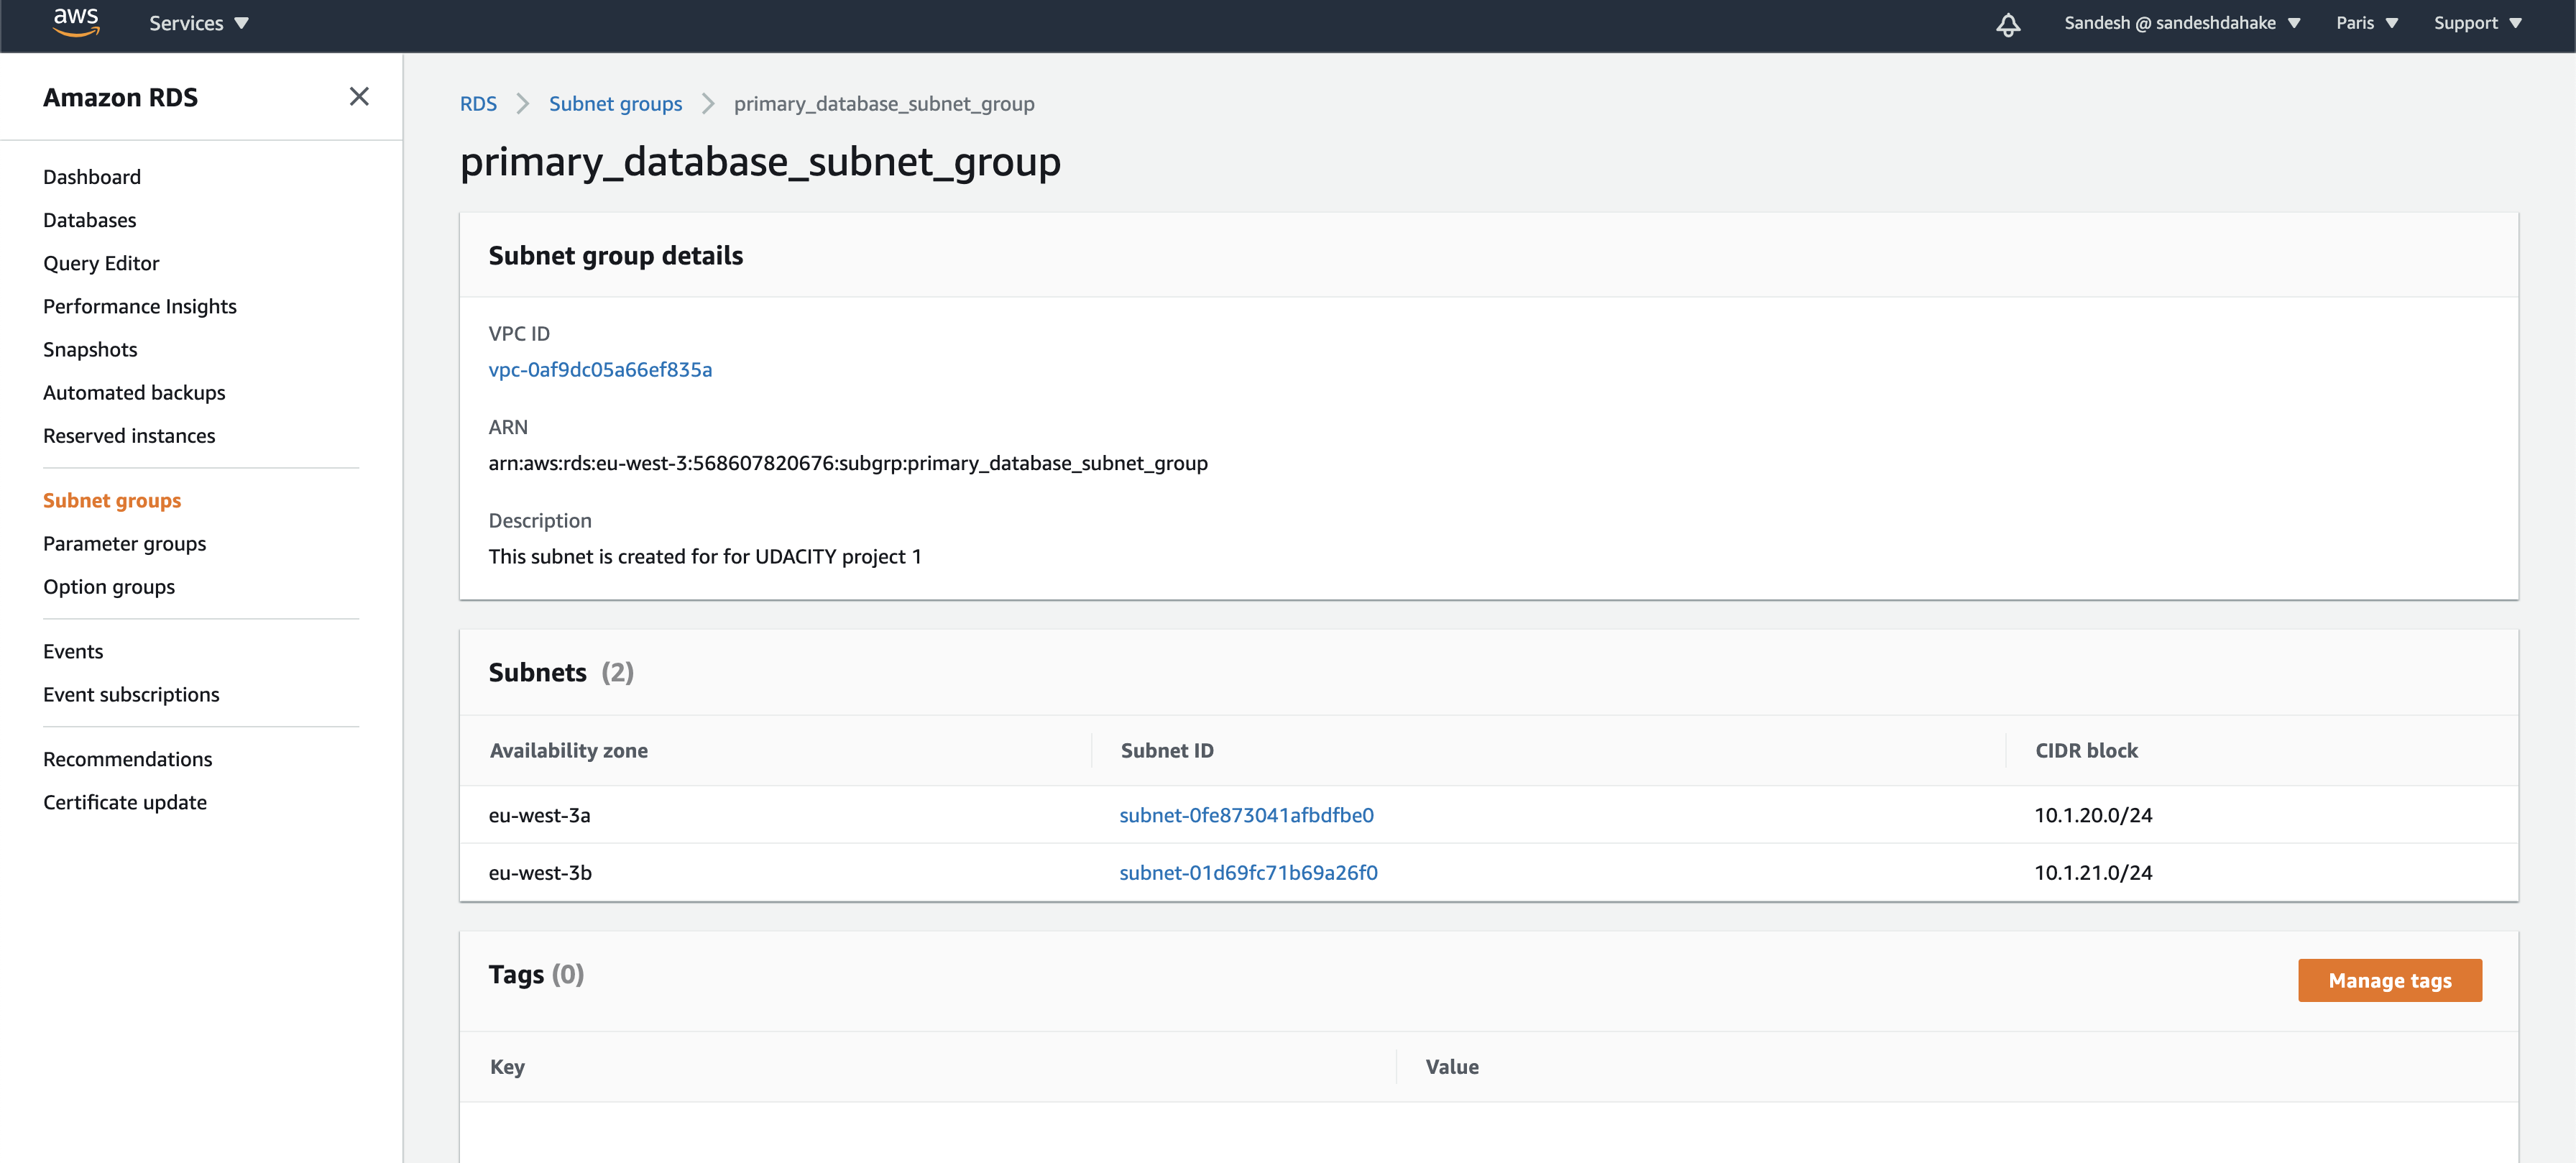 aws
Services
Sandesh @ sandeshdahake
Paris
Support
Amazon RDS
Dashboard
Databases
Query Editor
Performance Insights
Snapshots
Automated backups
Reserved instances
Subnet groups
Parameter groups
Option groups
Events
Event subscriptions
Recommendations
Certificate update
RDS > Subnet groups > primary_database_subnet_group
primary_database_subnet_group
Subnet group details
VPC ID
vpc-0af9dc05a66ef835a
ARN
arn:aws:rds:eu-west-3:568607820676:subgrp:primary_database_subnet_group
Description
This subnet is created for for UDACITY project 1
Subnets (2)
Availability zone Subnet ID CIDR block
eu-west-3a subnet-0fe873041afbdfbe0 10.1.20.0/24
eu-west-3b subnet-01d69fc71b69a26f0 10.1.21.0/24
Tags (0)
Manage tags
Key Value